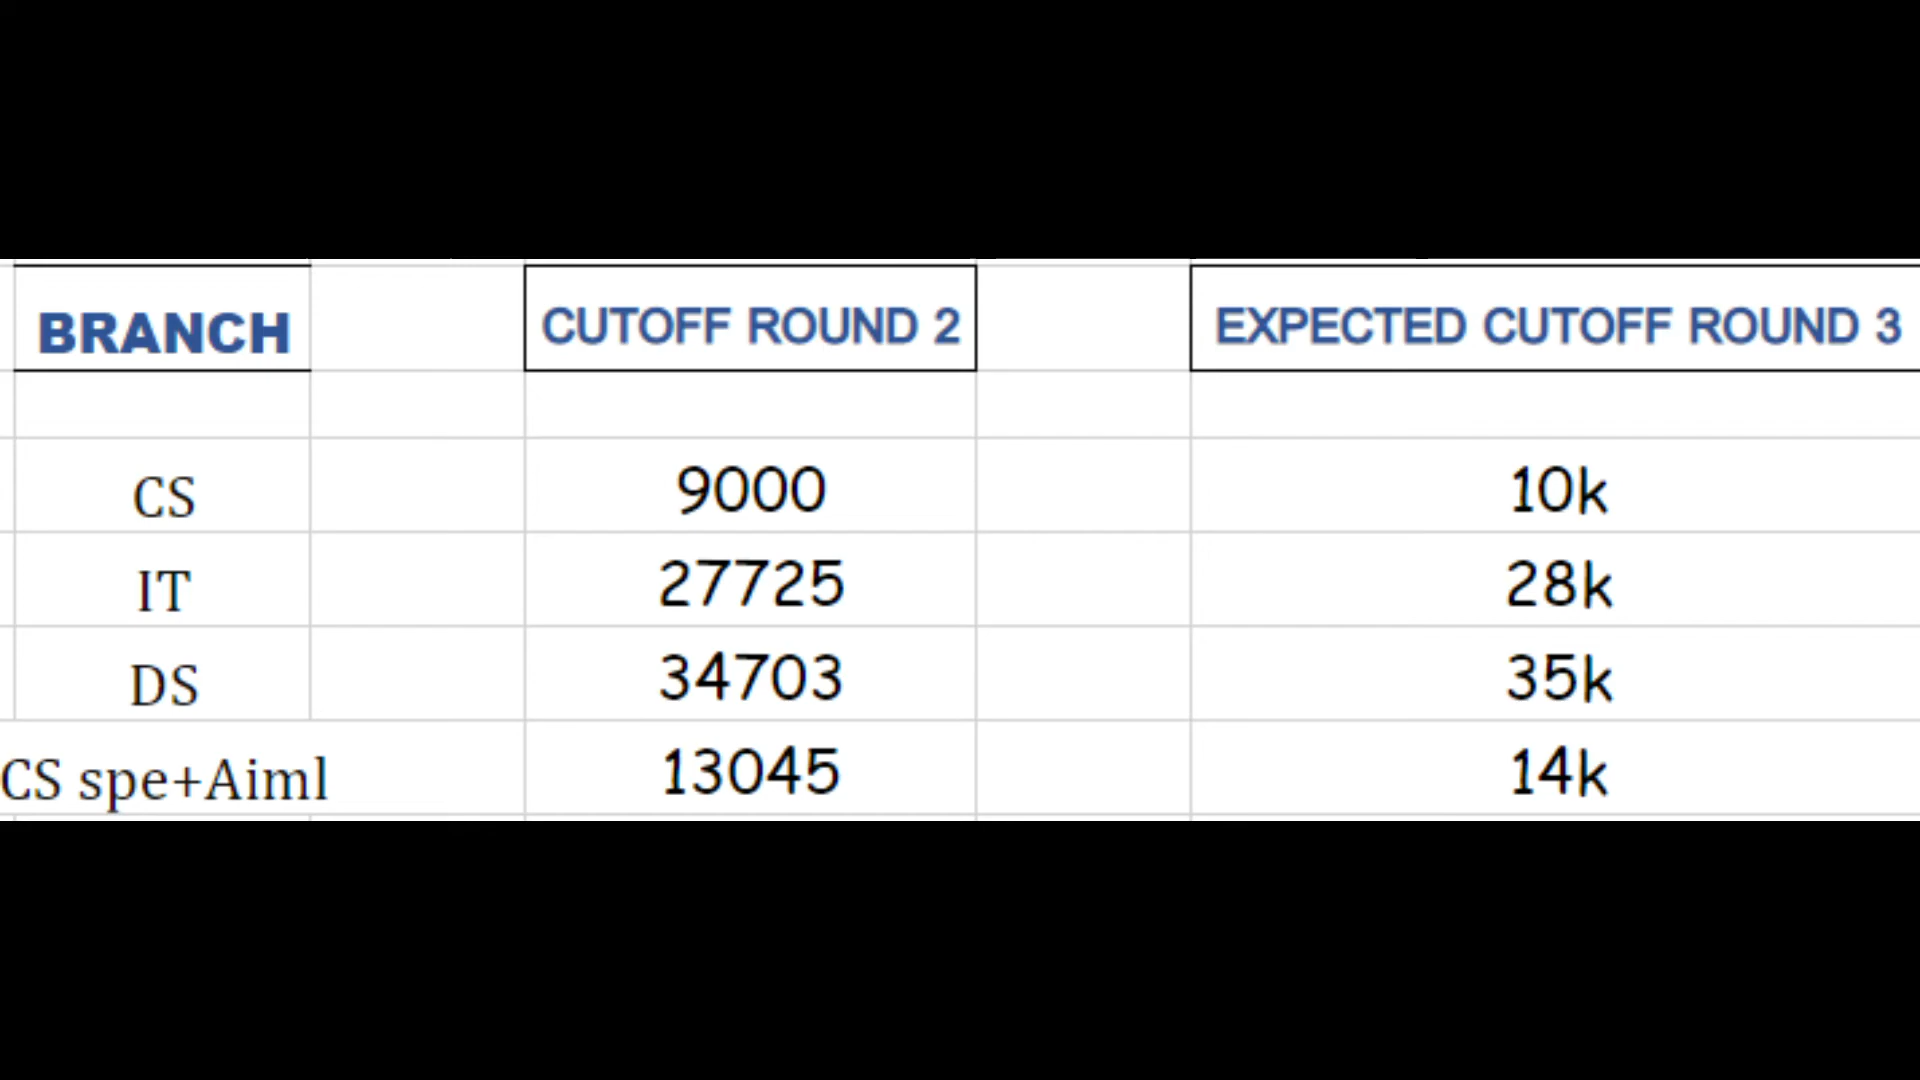 BRANCH CUTOFF ROUND 2 EXPECTED CUTOFF ROUND 3
CS 9000 10k
IT 27725 28k
DS 34703 35k
CS spe+Aiml 13045 14k